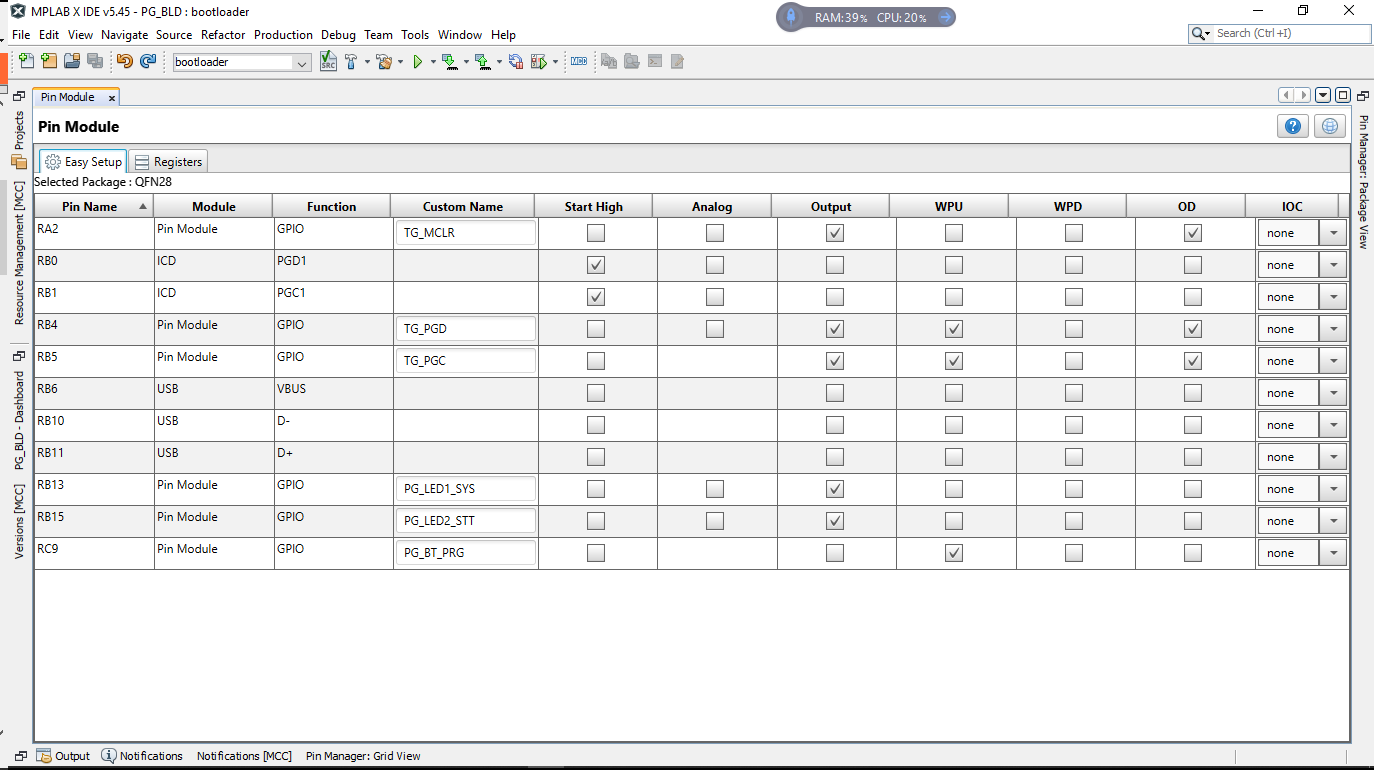 MPLAB X IDE v5.45 - PG_BLD : bootloader
RAM:39% CPU:20%
File Edit View Navigate Source Refactor Production Debug Team Tools Window Help
Search (Ctrl+I)
bootloader
SRC
MCC
Pin Module x
Pin Module
?
Easy Setup Registers
Selected Package : QFN28
Pin Name Module Function Custom Name Start High Analog Output WPU WPD OD IOC
RA2 Pin Module GPIO TG_MCLR none
RB0 ICD PGD1 none
RB1 ICD PGC1 none
RB4 Pin Module GPIO TG_PGD none
RB5 Pin Module GPIO TG_PGC none
RB6 USB VBUS none
RB10 USB D- none
RB11 USB D+ none
RB13 Pin Module GPIO PG_LED1_SYS none
RB15 Pin Module GPIO PG_LED2_STT none
RC9 Pin Module GPIO PG_BT_PRG none
Projects
Resource Management [MCC]
PG_BLD - Dashboard
Versions [MCC]
Pin Manager: Package View
Output Notifications Notifications [MCC] Pin Manager: Grid View